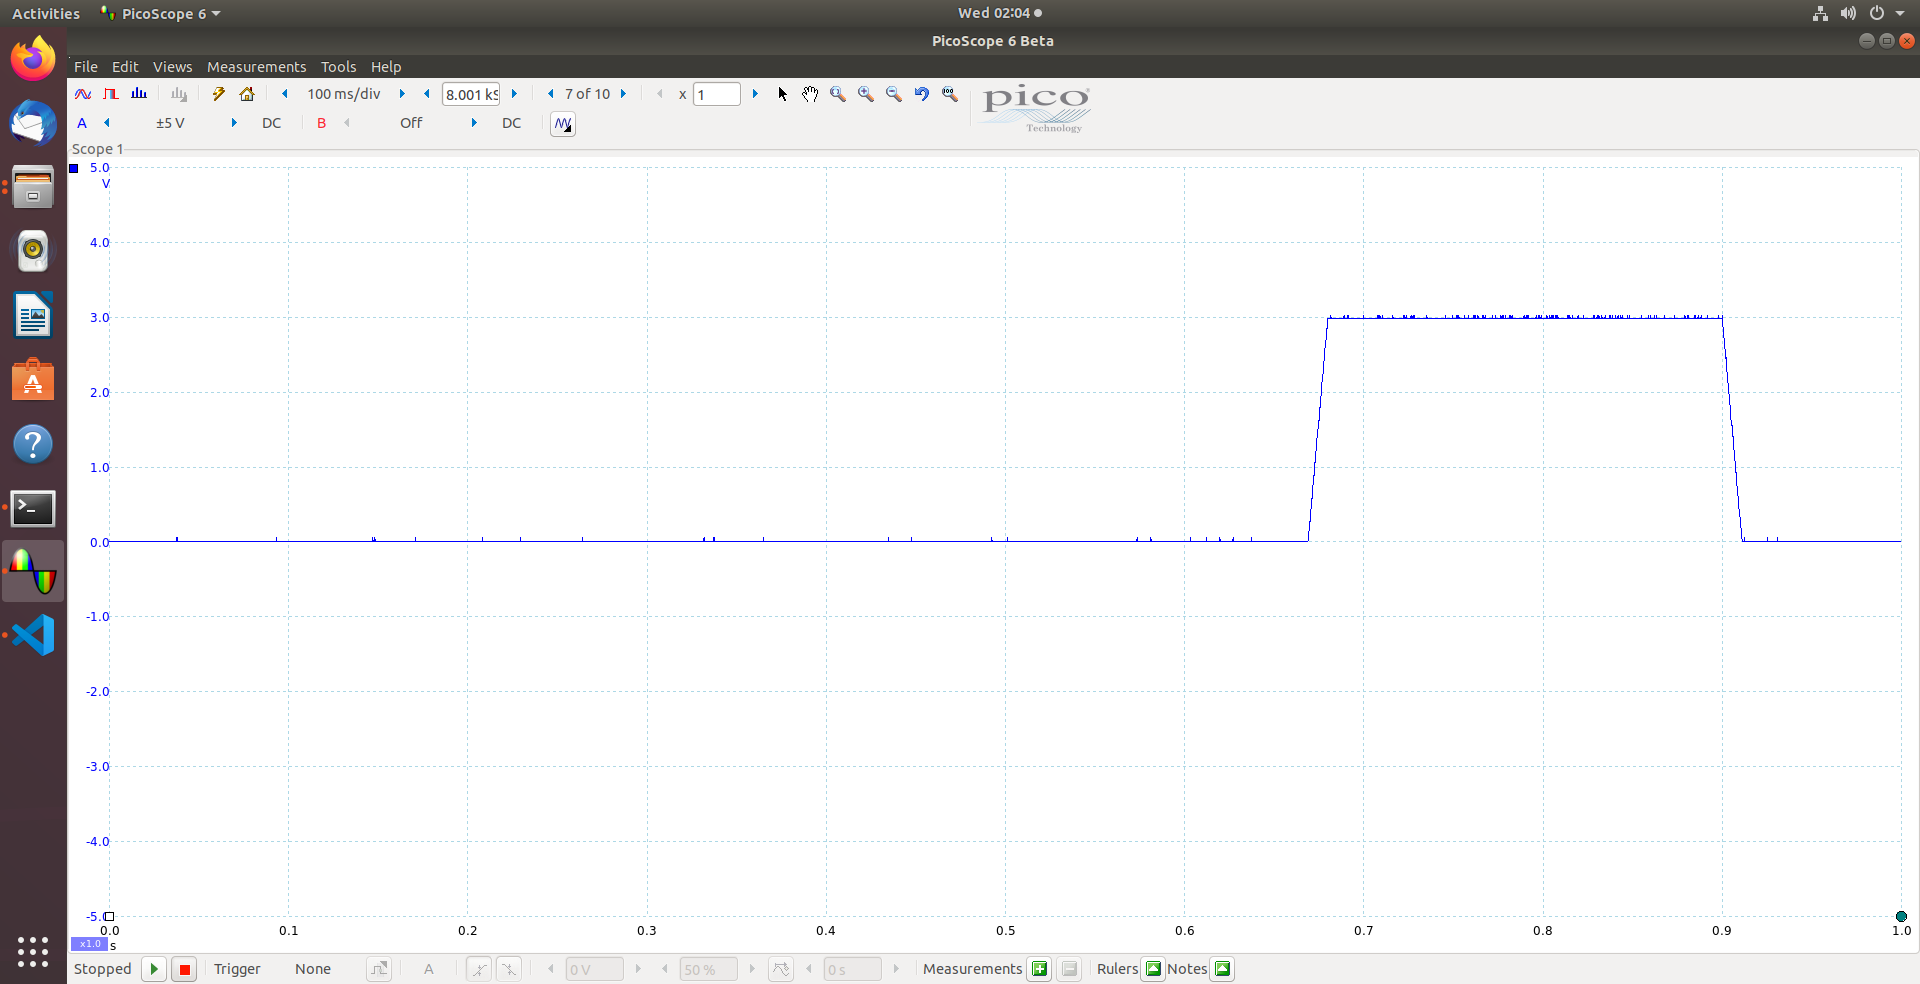 Activities PicoScope 6 Wed 02:04
PicoScope 6 Beta
File Edit Views Measurements Tools Help
100 ms/div 8.001 kS 7 of 10 x 1
pico
Technology
A ±5 V DC B Off DC
Scope 1
5.0
V
4.0
3.0
2.0
1.0
0.0
-1.0
-2.0
-3.0
-4.0
-5.0
0.0 0.1 0.2 0.3 0.4 0.5 0.6 0.7 0.8 0.9 1.0
x1.0 s
Stopped Trigger None A 0 V 50 % 0 s Measurements Rulers Notes